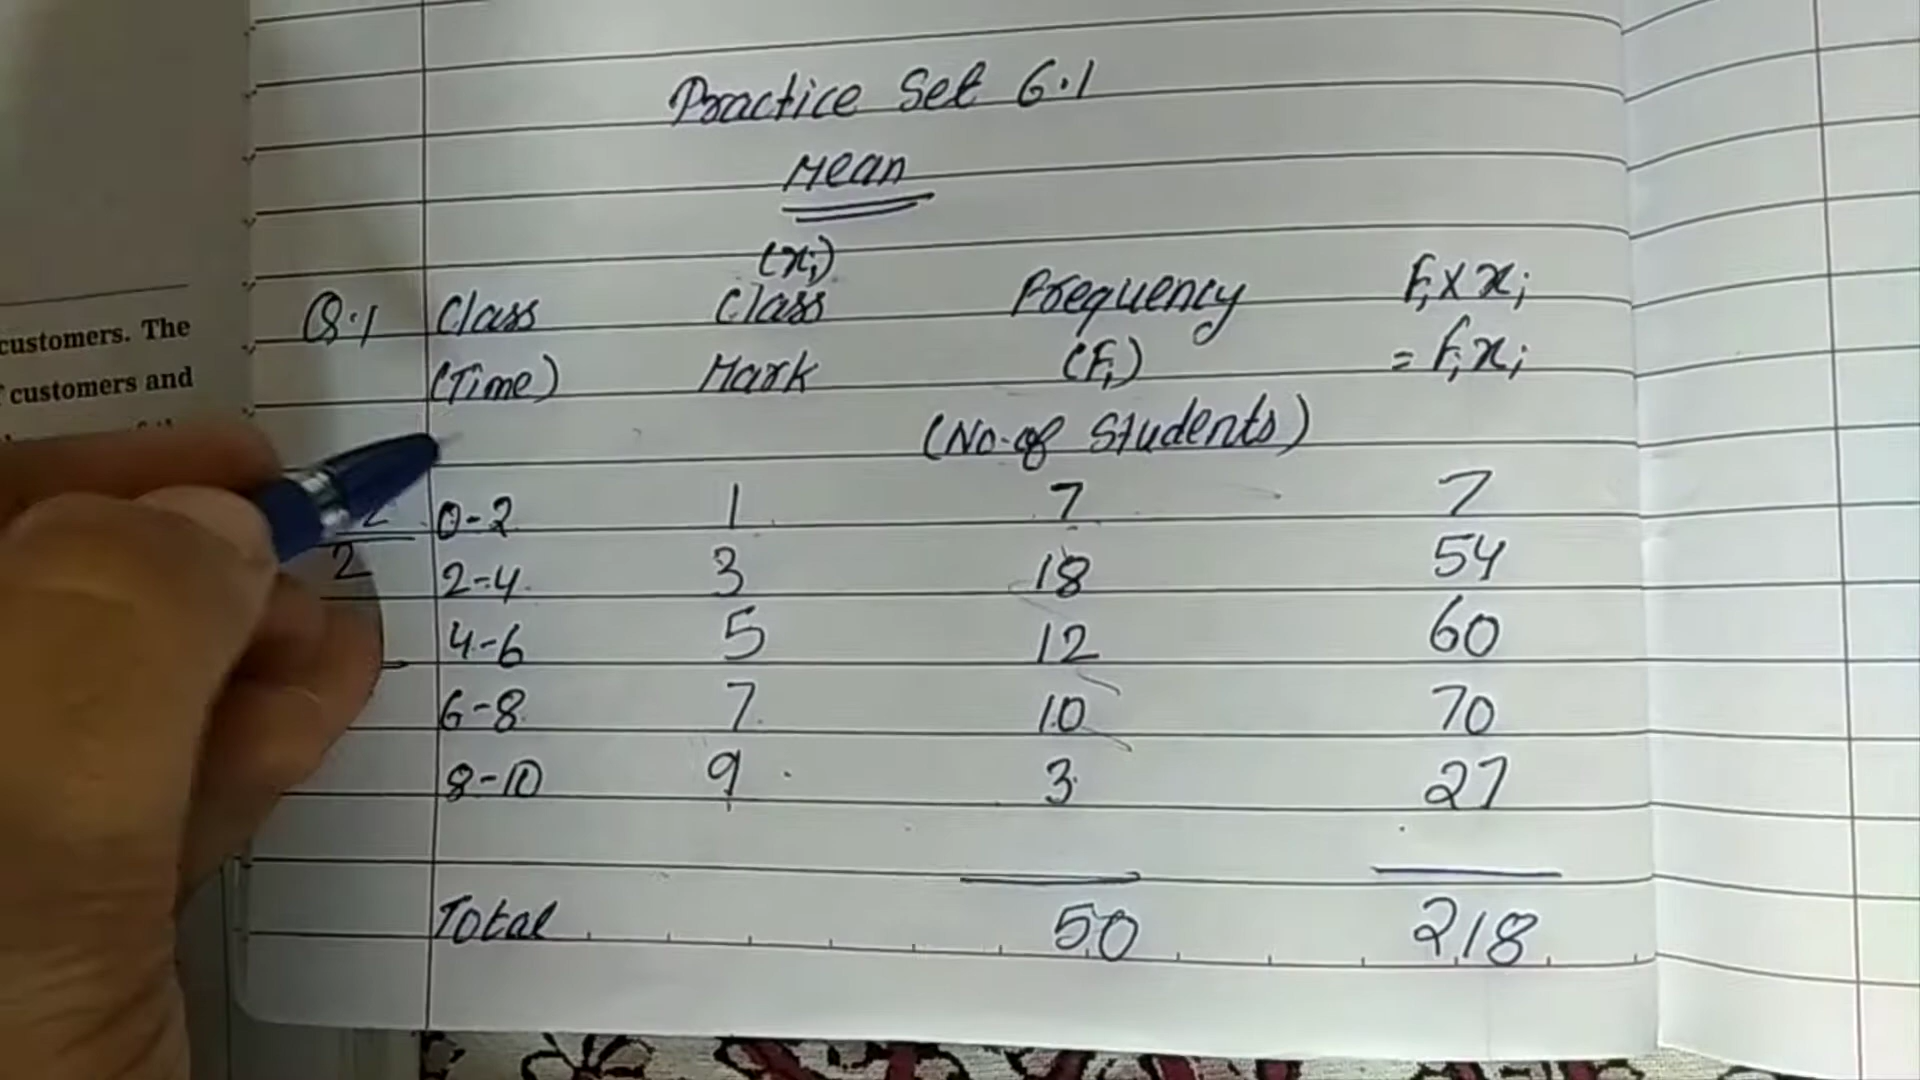 Practice Set 6.1
Mean
(xi)
Q.1 Class Class Frequency Fi x xi
(Time) Mark (Fi) = fixi
(No. of Students)
0-2 1 7 7
2
2-4 3 18 54
4-6 5 12 60
6-8 7 10 70
8-10 9 3 27
Total 50 218
customers. The
customers and